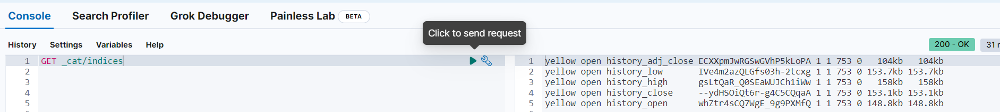 Console Search Profiler Grok Debugger Painless Lab BETA
Click to send request
History Settings Variables Help
200 - OK 31
1 GET _cat/indices
2
3
4
5
1 yellow open history_adj_close ECXXpmJwRGSwGVhP5kLoPA 1 1 753 0 104kb 104kb
2 yellow open history_low IVe4m2azQLGfs03h-2tcxg 1 1 753 0 153.7kb 153.7kb
3 yellow open history_high gsLtQaR_Q0SEaWUJCh1iWw 1 1 753 0 158kb 158kb
4 yellow open history_close --ydHSOiQt6r-g4C5CQqaA 1 1 753 0 153.1kb 153.1kb
5 yellow open history_open whZtr4sCQ7WgE_9g9PXMfQ 1 1 753 0 148.8kb 148.8kb